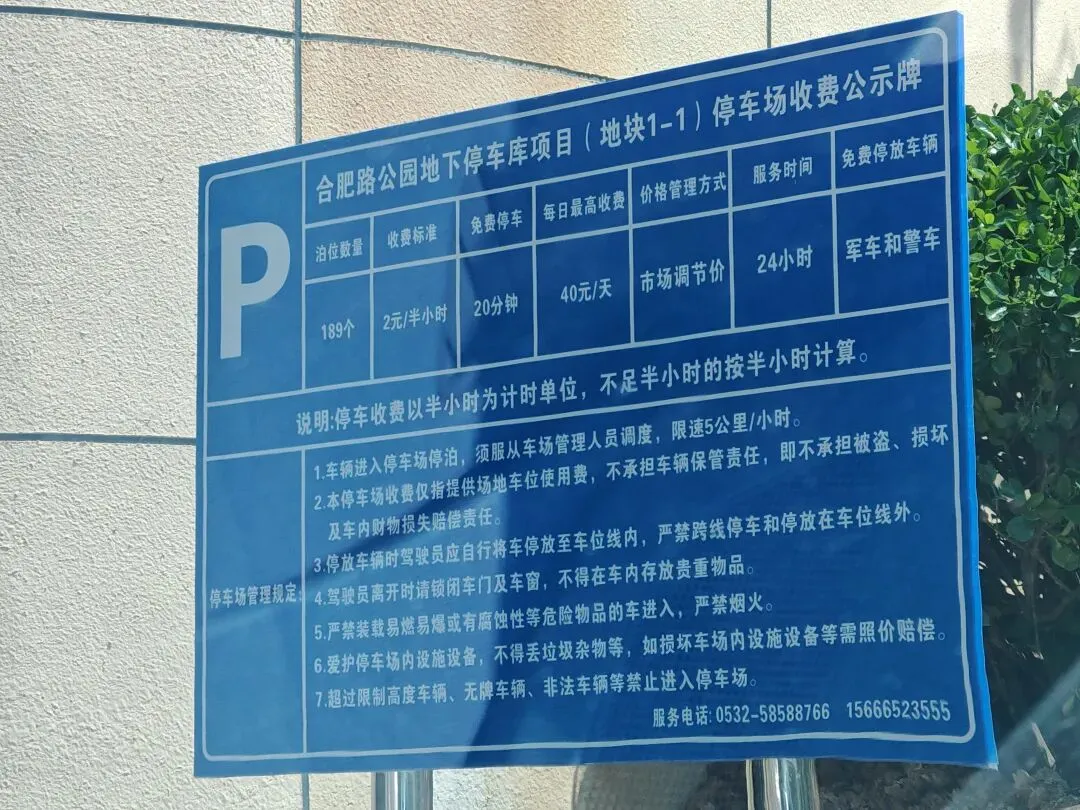 P
合肥路公园地下停车库项目（地块1-1）停车场收费公示牌
泊位数量 收费标准 免费停车 每日最高收费 价格管理方式 服务时间 免费停放车辆
189个 2元/半小时 20分钟 40元/天 市场调节价 24小时 军车和警车
说明:停车收费以半小时为计时单位，不足半小时的按半小时计算。
停车场管理规定:
1.车辆进入停车场停泊，须服从车场管理人员调度，限速5公里/小时。
2.本停车场收费仅指提供场地车位使用费，不承担车辆保管责任，即不承担被盗、损坏
及车内财物损失赔偿责任。
3.停放车辆时驾驶员应自行将车停放至车位线内，严禁跨线停车和停放在车位线外。
4.驾驶员离开时请锁闭车门及车窗，不得在车内存放贵重物品。
5.严禁装载易燃易爆或有腐蚀性等危险物品的车进入，严禁烟火。
6.爱护停车场内设施设备，不得丢垃圾杂物等，如损坏车场内设施设备等需照价赔偿。
7.超过限制高度车辆、无牌车辆、非法车辆等禁止进入停车场。
服务电话:0532-58588766 15666523555